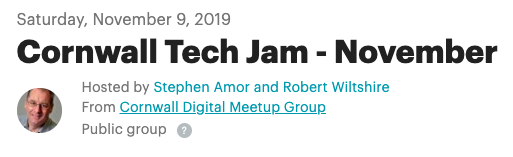 Saturday, November 9, 2019
Cornwall Tech Jam - November
Hosted by Stephen Amor and Robert Wiltshire
From Cornwall Digital Meetup Group
Public group ?